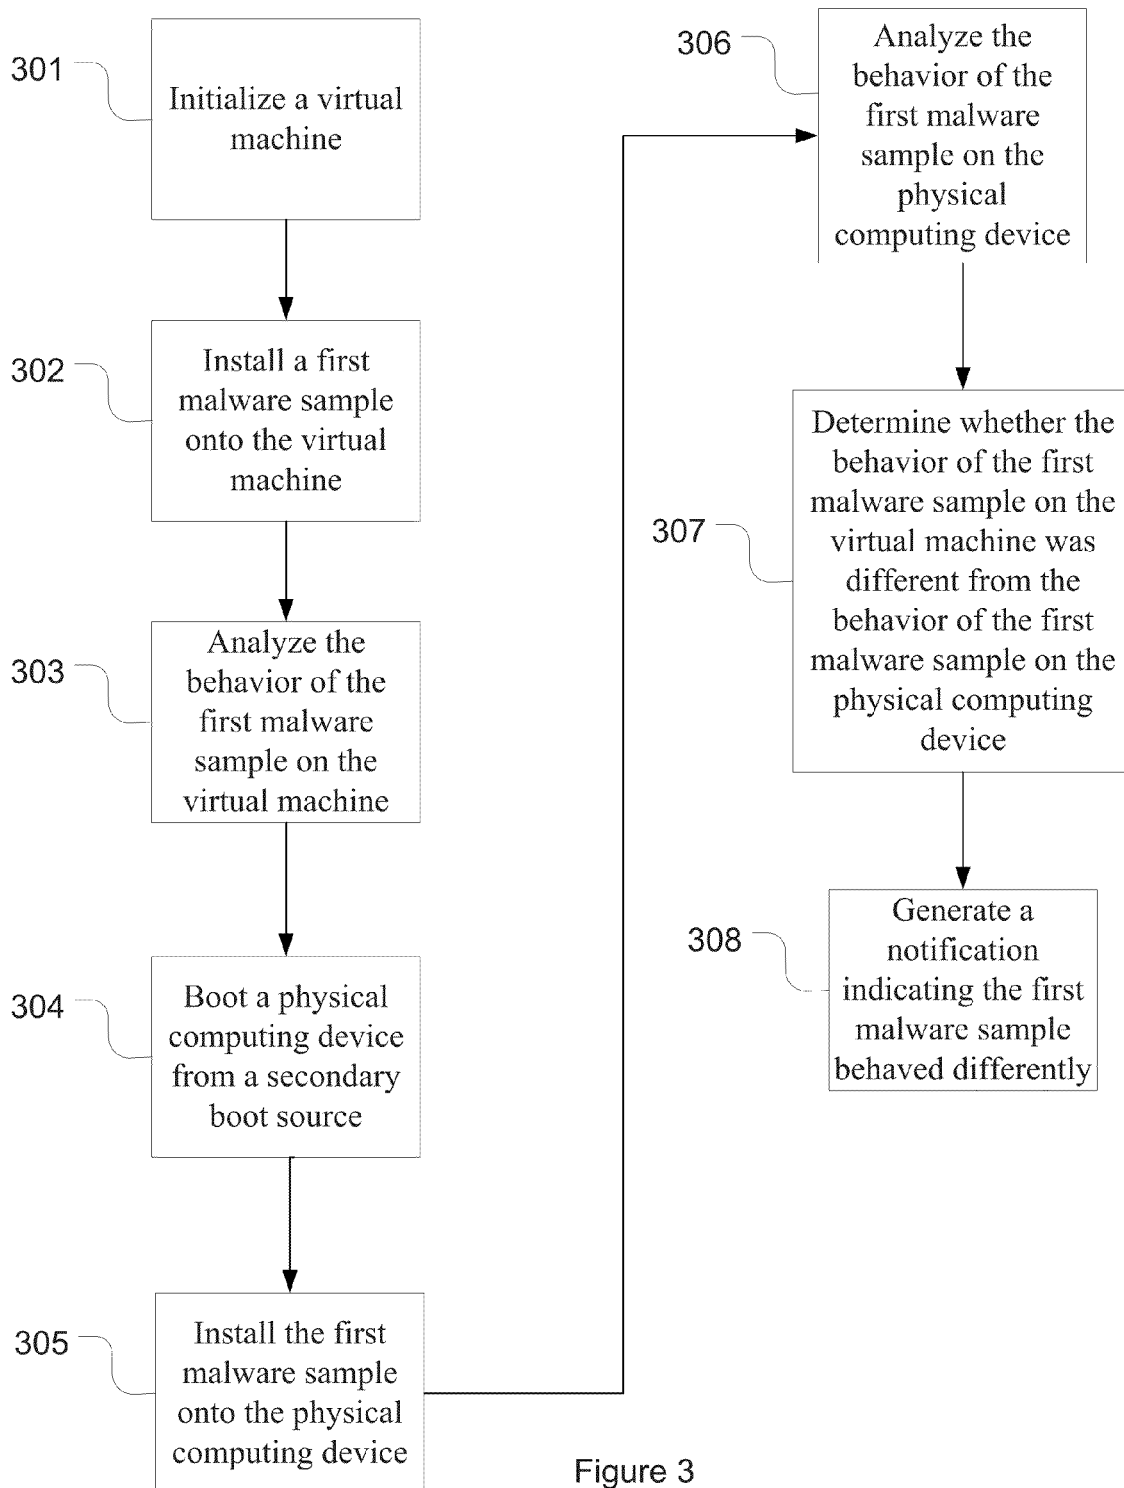 301
Initialize a virtual
machine
302
Install a first
malware sample
onto the virtual
machine
303
Analyze the
behavior of the
first malware
sample on the
virtual machine
304
Boot a physical
computing device
from a secondary
boot source
305
Install the first
malware sample
onto the physical
computing device
306
Analyze the
behavior of the
first malware
sample on the
physical
computing device
307
Determine whether the
behavior of the first
malware sample on the
virtual machine was
different from the
behavior of the first
malware sample on the
physical computing
device
308
Generate a
notification
indicating the first
malware sample
behaved differently
Figure 3